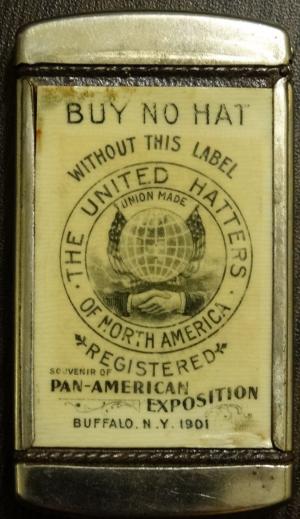 BUY NO HAT
WITHOUT THIS LABEL
· THE UNITED HATTERS ·
UNION MADE
OF NORTH AMERICA
REGISTERED
SOUVENIR OF
PAN-AMERICAN
EXPOSITION
BUFFALO, N.Y. 1901